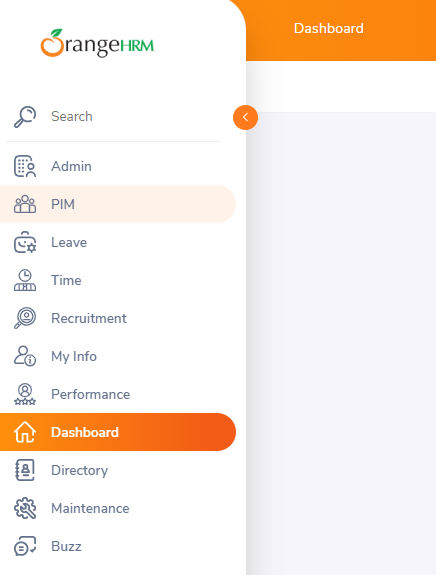 OrangeHRM
Dashboard
Search
Admin
PIM
Leave
Time
Recruitment
My Info
Performance
Dashboard
Directory
Maintenance
Buzz